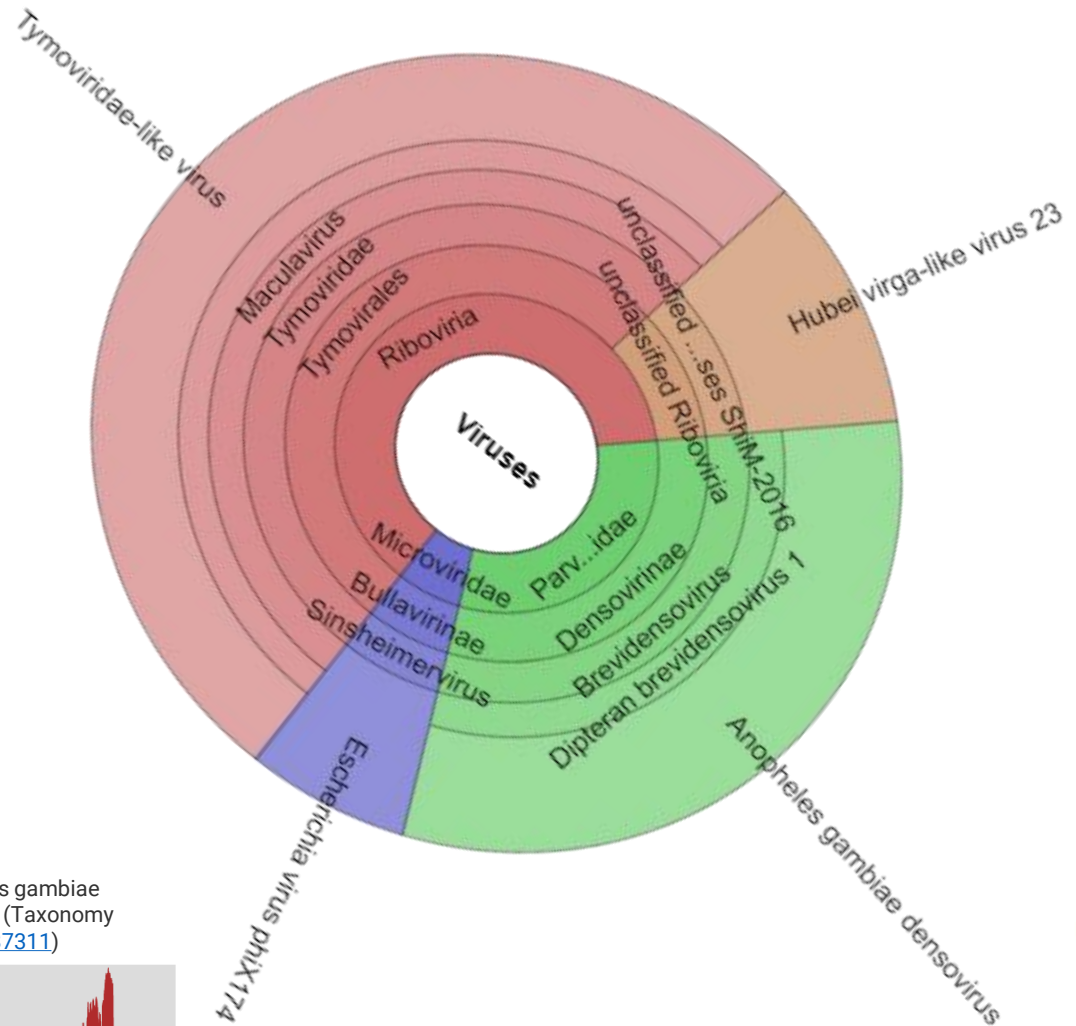 Tymoviridae-like virus
Maculavirus
Tymoviridae
Tymovirales
Riboviria
unclassified ...ses ShiM-2016
unclassified Riboviria
Hubei virga-like virus 23
Viruses
Microviridae
Bullavirinae
Sinsheimervirus
Escherichia virus phiX174
Parv...idae
Densovirinae
Brevidensovirus
Dipteran brevidensovirus 1
Anopheles gambiae densovirus
s gambiae
(Taxonomy
7311)